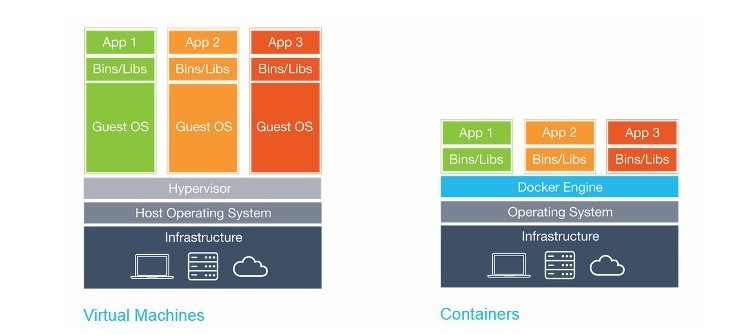 App 1 App 2 App 3
Bins/Libs Bins/Libs Bins/Libs
Guest OS Guest OS Guest OS
Hypervisor
Host Operating System
Infrastructure
Virtual Machines
App 1 App 2 App 3
Bins/Libs Bins/Libs Bins/Libs
Docker Engine
Operating System
Infrastructure
Containers